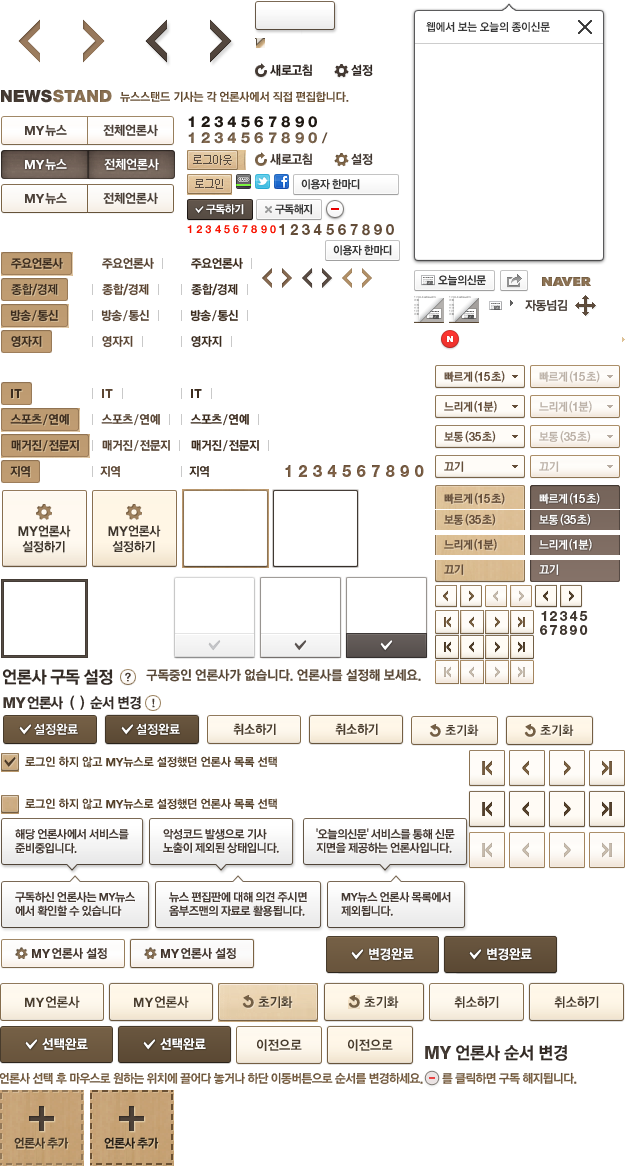 웹에서 보는 오늘의 종이신문
새로고침 설정
NEWSSTAND 뉴스스탠드 기사는 각 언론사에서 직접 편집합니다.
MY뉴스 전체언론사
1234567890
1234567890/
MY뉴스 전체언론사
로그아웃 새로고침 설정
로그인 이용자 한마디
MY뉴스 전체언론사
구독하기 구독해지
1234567890 1234567890
이용자 한마디
주요언론사 주요언론사 주요언론사
종합/경제 종합/경제 종합/경제
오늘의신문 NAVER
방송/통신 방송/통신 방송/통신
자동넘김
영자지 영자지 영자지
N
빠르게(15초) 빠르게(15초)
IT IT IT
느리게(1분) 느리게(1분)
스포츠/연예 스포츠/연예 스포츠/연예
보통(35초) 보통(35초)
매거진/전문지 매거진/전문지 매거진/전문지
끄기 끄기
지역 지역 지역 1234567890
빠르게(15초) 빠르게(15초)
보통(35초) 보통(35초)
느리게(1분) 느리게(1분)
끄기 끄기
MY언론사 MY언론사
설정하기 설정하기
12345
67890
언론사 구독 설정 ? 구독중인 언론사가 없습니다. 언론사를 설정해 보세요.
MY언론사 ( ) 순서 변경 !
설정완료 설정완료 취소하기 취소하기 초기화 초기화
로그인 하지 않고 MY뉴스로 설정했던 언론사 목록 선택
로그인 하지 않고 MY뉴스로 설정했던 언론사 목록 선택
해당 언론사에서 서비스를
준비중입니다.
악성코드 발생으로 기사
노출이 제외된 상태입니다.
'오늘의신문' 서비스를 통해 신문
지면을 제공하는 언론사입니다.
구독하신 언론사는 MY뉴스
에서 확인할 수 있습니다
뉴스 편집판에 대해 의견 주시면
옴부즈맨의 자료로 활용됩니다.
MY뉴스 언론사 목록에서
제외됩니다.
MY언론사 설정 MY언론사 설정 변경완료 변경완료
MY언론사 MY언론사 초기화 초기화 취소하기 취소하기
선택완료 선택완료 이전으로 이전으로 MY 언론사 순서 변경
언론사 선택 후 마우스로 원하는 위치에 끌어다 놓거나 하단 이동버튼으로 순서를 변경하세요. 를 클릭하면 구독 해지됩니다.
언론사 추가 언론사 추가